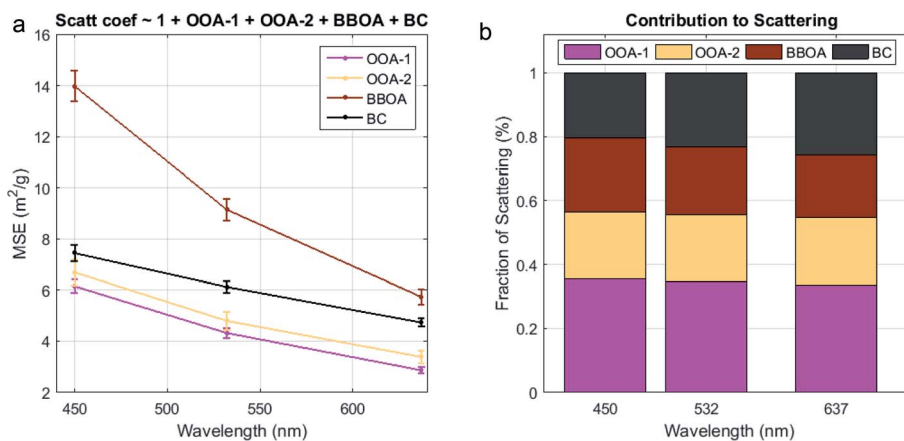 a
Scatt coef ~ 1 + OOA-1 + OOA-2 + BBOA + BC
16
14
12
10
8
6
4
2
MSE (m²/g)
OOA-1
OOA-2
BBOA
BC
450
500
550
600
Wavelength (nm)
b
Contribution to Scattering
OOA-1 OOA-2 BBOA BC
1
0.8
0.6
0.4
0.2
0
Fraction of Scattering (%)
450
532
637
Wavelength (nm)